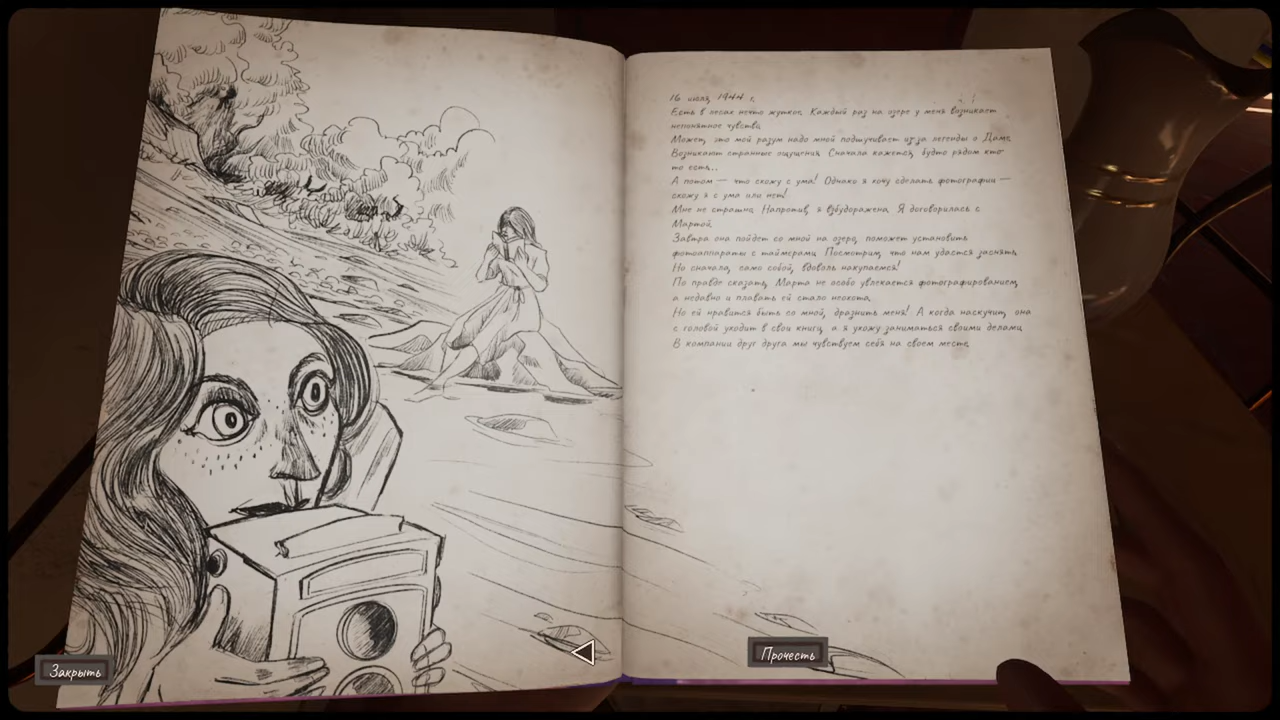 16 июля, 1944 г.
Есть в лесах нечто жуткое. Каждый раз на озере у меня возникает
непонятное чувство.
Может, это мой разум надо мной подшучивает из-за легенды о Даме.
Возникают странные ощущения. Сначала кажется, будто рядом кто-
то есть...
А потом — что схожу с ума! Однако я хочу сделать фотографии —
схожу я с ума или нет!
Мне не страшно. Напротив, я взбудоражена. Я договорилась с
Мартой.
Завтра она пойдет со мной на озеро, поможет установить
фотоаппараты с таймерами. Посмотрим, что нам удастся заснять.
Но сначала, само собой, вдоволь накупаемся!
По правде сказать, Марта не особо увлекается фотографированием,
а недавно и плавать ей стало неохота.
Но ей нравится быть со мной, дразнить меня! А когда наскучит, она
с головой уходит в свои книги, а я ухожу заниматься своими делами.
В компании друг друга мы чувствуем себя на своем месте.
Закрыть
Прочесть